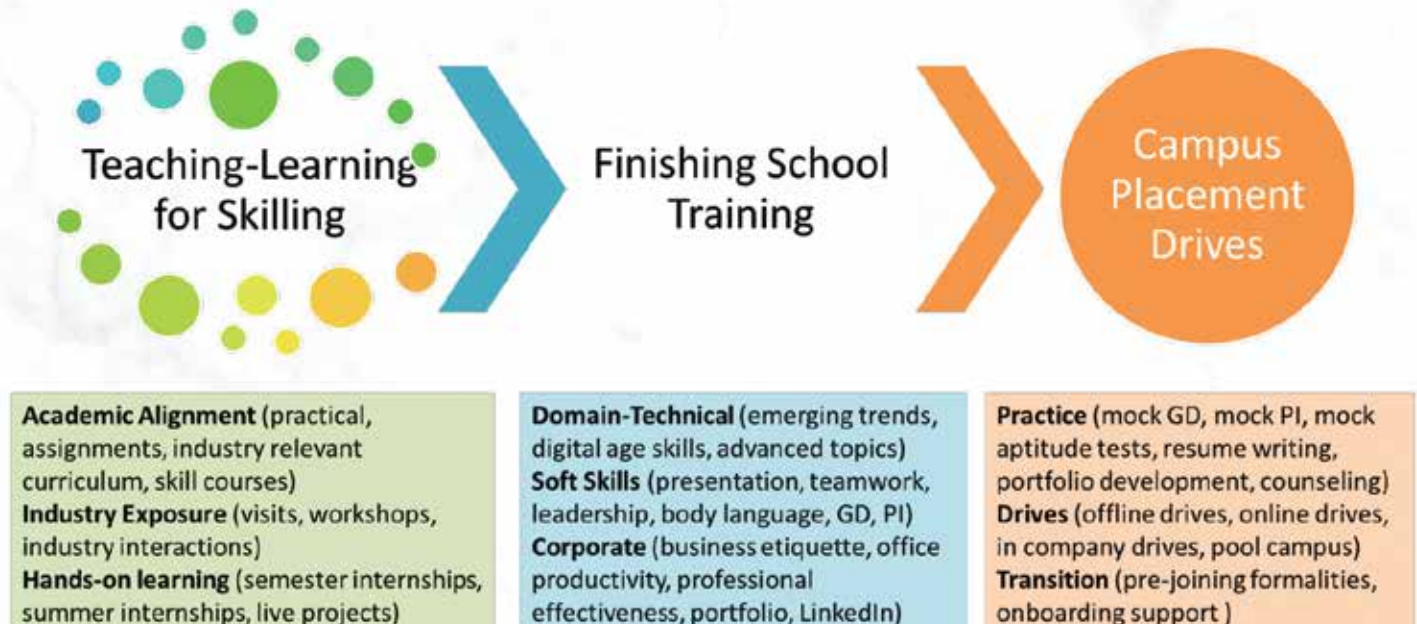 Teaching-Learning
for Skilling
Finishing School
Training
Campus
Placement
Drives
Academic Alignment (practical,
assignments, industry relevant
curriculum, skill courses)
Industry Exposure (visits, workshops,
industry interactions)
Hands-on learning (semester internships,
summer internships, live projects)
Domain-Technical (emerging trends,
digital age skills, advanced topics)
Soft Skills (presentation, teamwork,
leadership, body language, GD, PI)
Corporate (business etiquette, office
productivity, professional
effectiveness, portfolio, LinkedIn)
Practice (mock GD, mock PI, mock
aptitude tests, resume writing,
portfolio development, counseling)
Drives (offline drives, online drives,
in company drives, pool campus)
Transition (pre-joining formalities,
onboarding support )